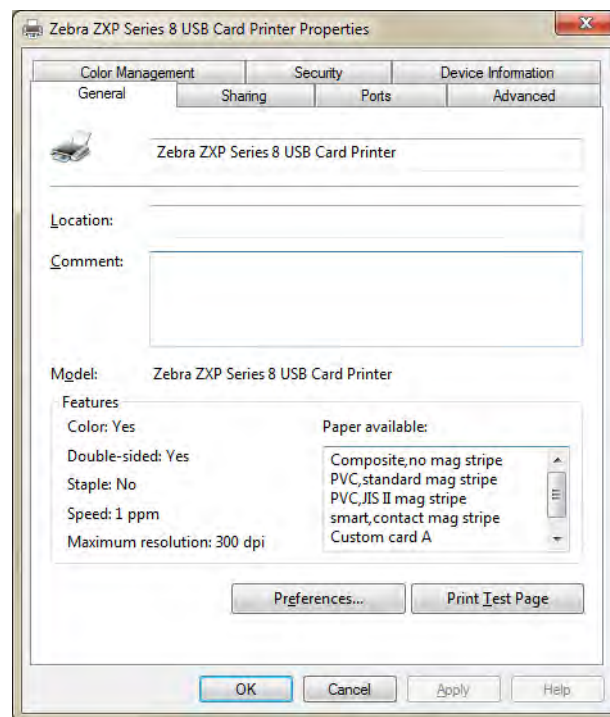 Zebra ZXP Series 8 USB Card Printer Properties
Color Management Security Device Information
General Sharing Ports Advanced
Zebra ZXP Series 8 USB Card Printer
Location:
Comment:
Model: Zebra ZXP Series 8 USB Card Printer
Features
Color: Yes
Double-sided: Yes
Staple: No
Speed: 1 ppm
Maximum resolution: 300 dpi
Paper available:
Composite,no mag stripe
PVC,standard mag stripe
PVC,JIS II mag stripe
smart,contact mag stripe
Custom card A
Preferences... Print Test Page
OK Cancel Apply Help